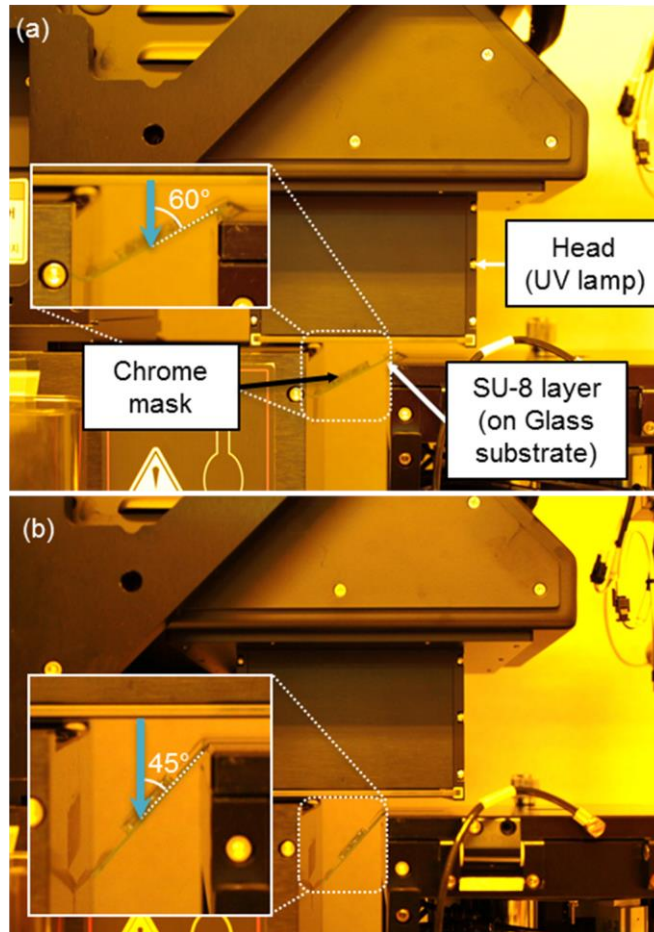 (a)
60°
Head
(UV lamp)
Chrome
mask
SU-8 layer
(on Glass
substrate)
(b)
45°